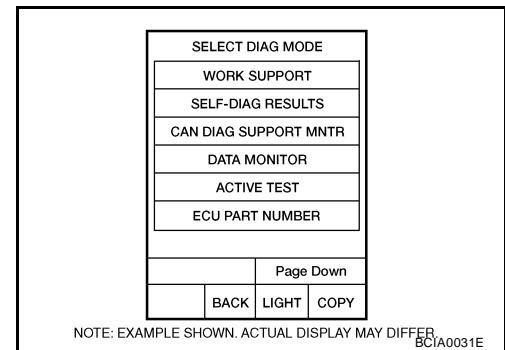 SELECT DIAG MODE
WORK SUPPORT
SELF-DIAG RESULTS
CAN DIAG SUPPORT MNTR
DATA MONITOR
ACTIVE TEST
ECU PART NUMBER
Page Down
BACK LIGHT COPY
NOTE: EXAMPLE SHOWN. ACTUAL DISPLAY MAY DIFFER.
BCIA0031E